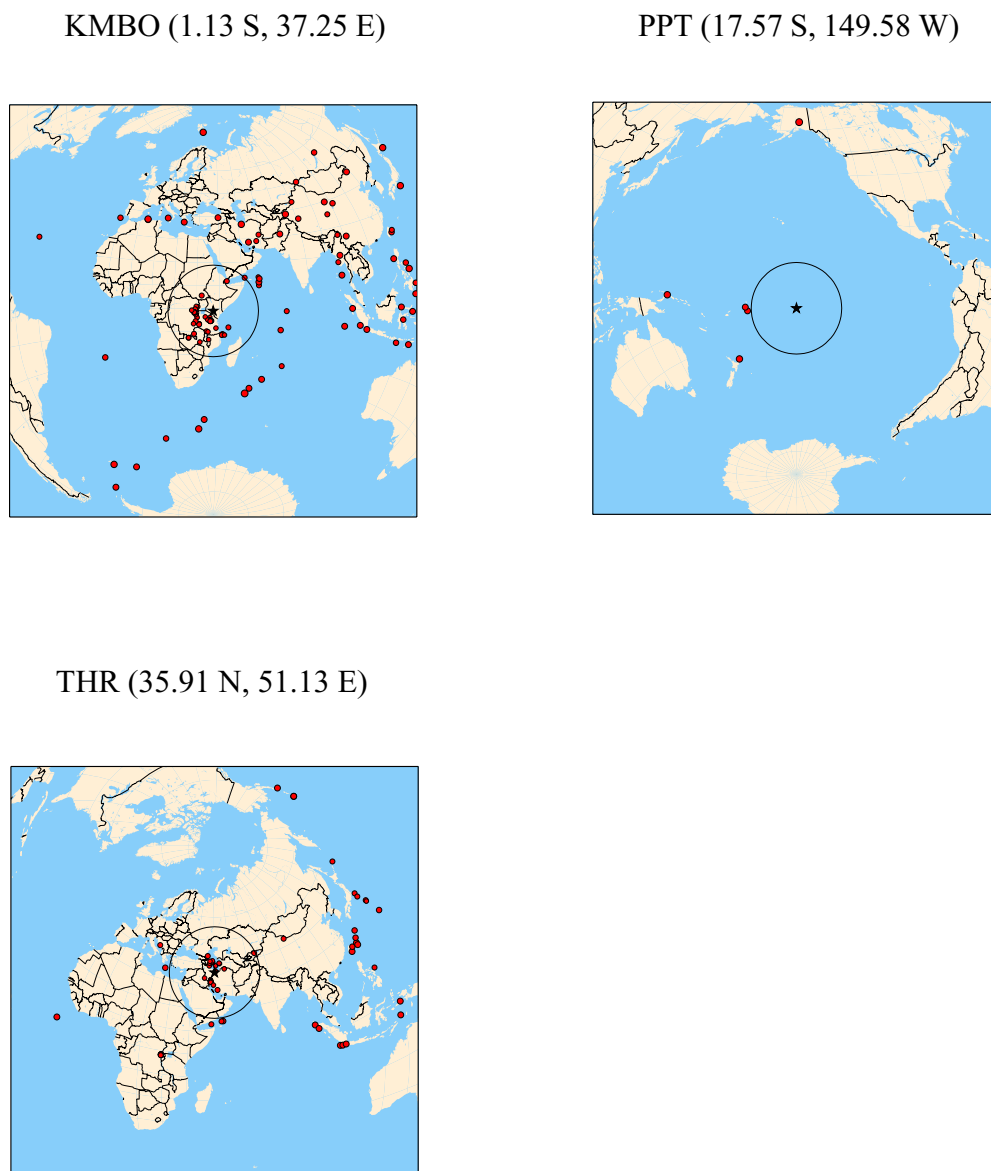 KMBO (1.13 S, 37.25 E)
PPT (17.57 S, 149.58 W)
THR (35.91 N, 51.13 E)